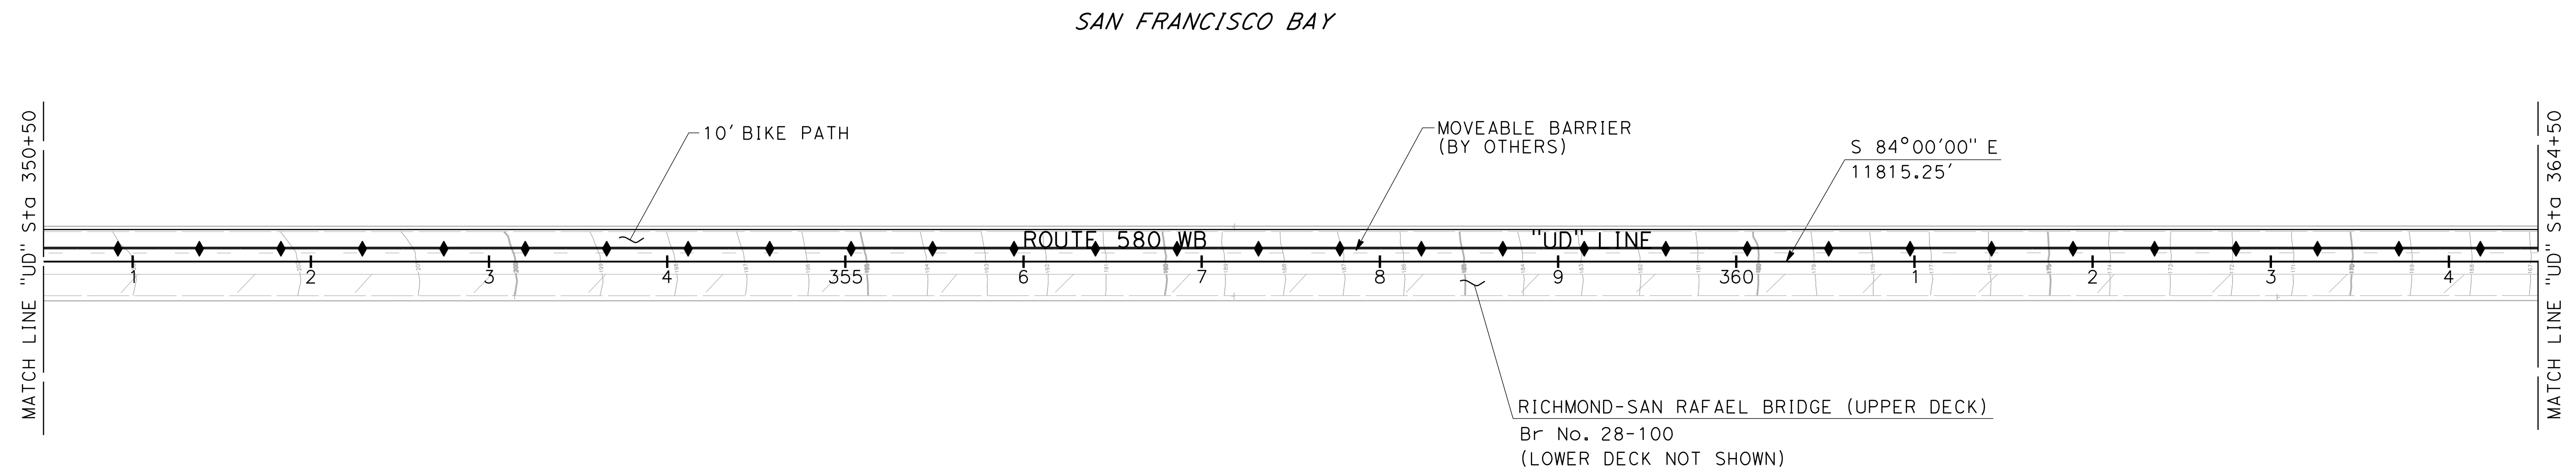 SAN FRANCISCO BAY
MATCH LINE "UD" Sta 350+50
10' BIKE PATH
MOVEABLE BARRIER
(BY OTHERS)
S 84°00'00" E
11815.25'
MATCH LINE "UD" Sta 364+50
ROUTE 580 WB
"UD" LINE
1 2 3 4 355 6 7 8 9 360 1 2 3 4
RICHMOND-SAN RAFAEL BRIDGE (UPPER DECK)
Br No. 28-100
(LOWER DECK NOT SHOWN)